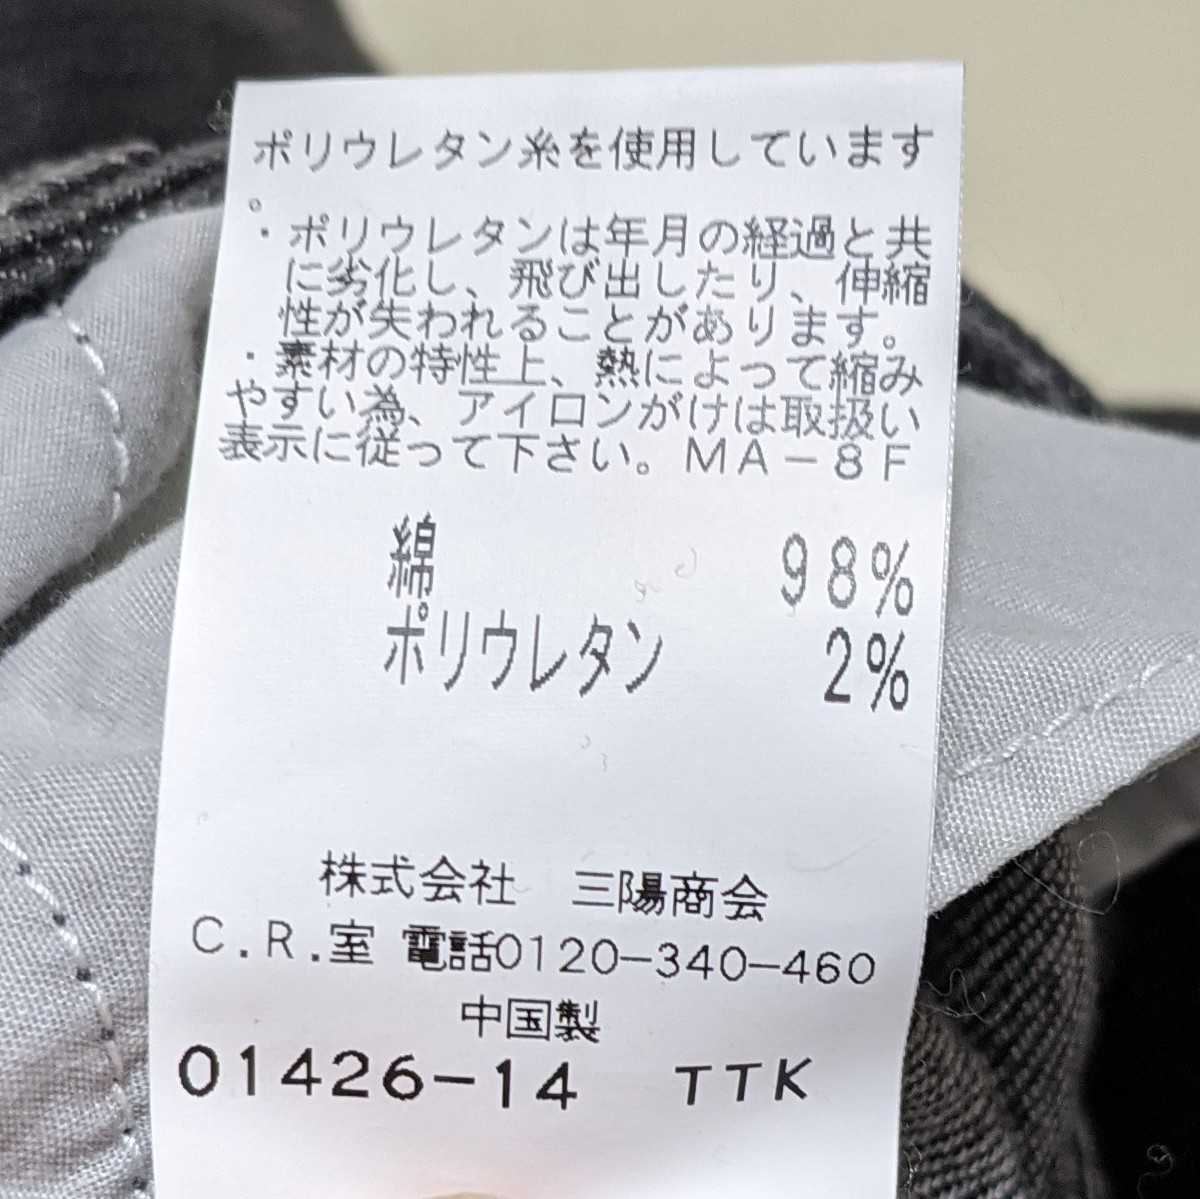 ポリウレタン糸を使用しています
。
・ポリウレタンは年月の経過と共
に劣化し、飛び出したり、伸縮
性が失われることがあります。
・素材の特性上、熱によって縮み
やすい為、アイロンがけは取扱い
表示に従って下さい。MA－8F
綿 98%
ポリウレタン 2%
株式会社 三陽商会
C.R.室 電話0120-340-460
中国製
01426-14 TTK